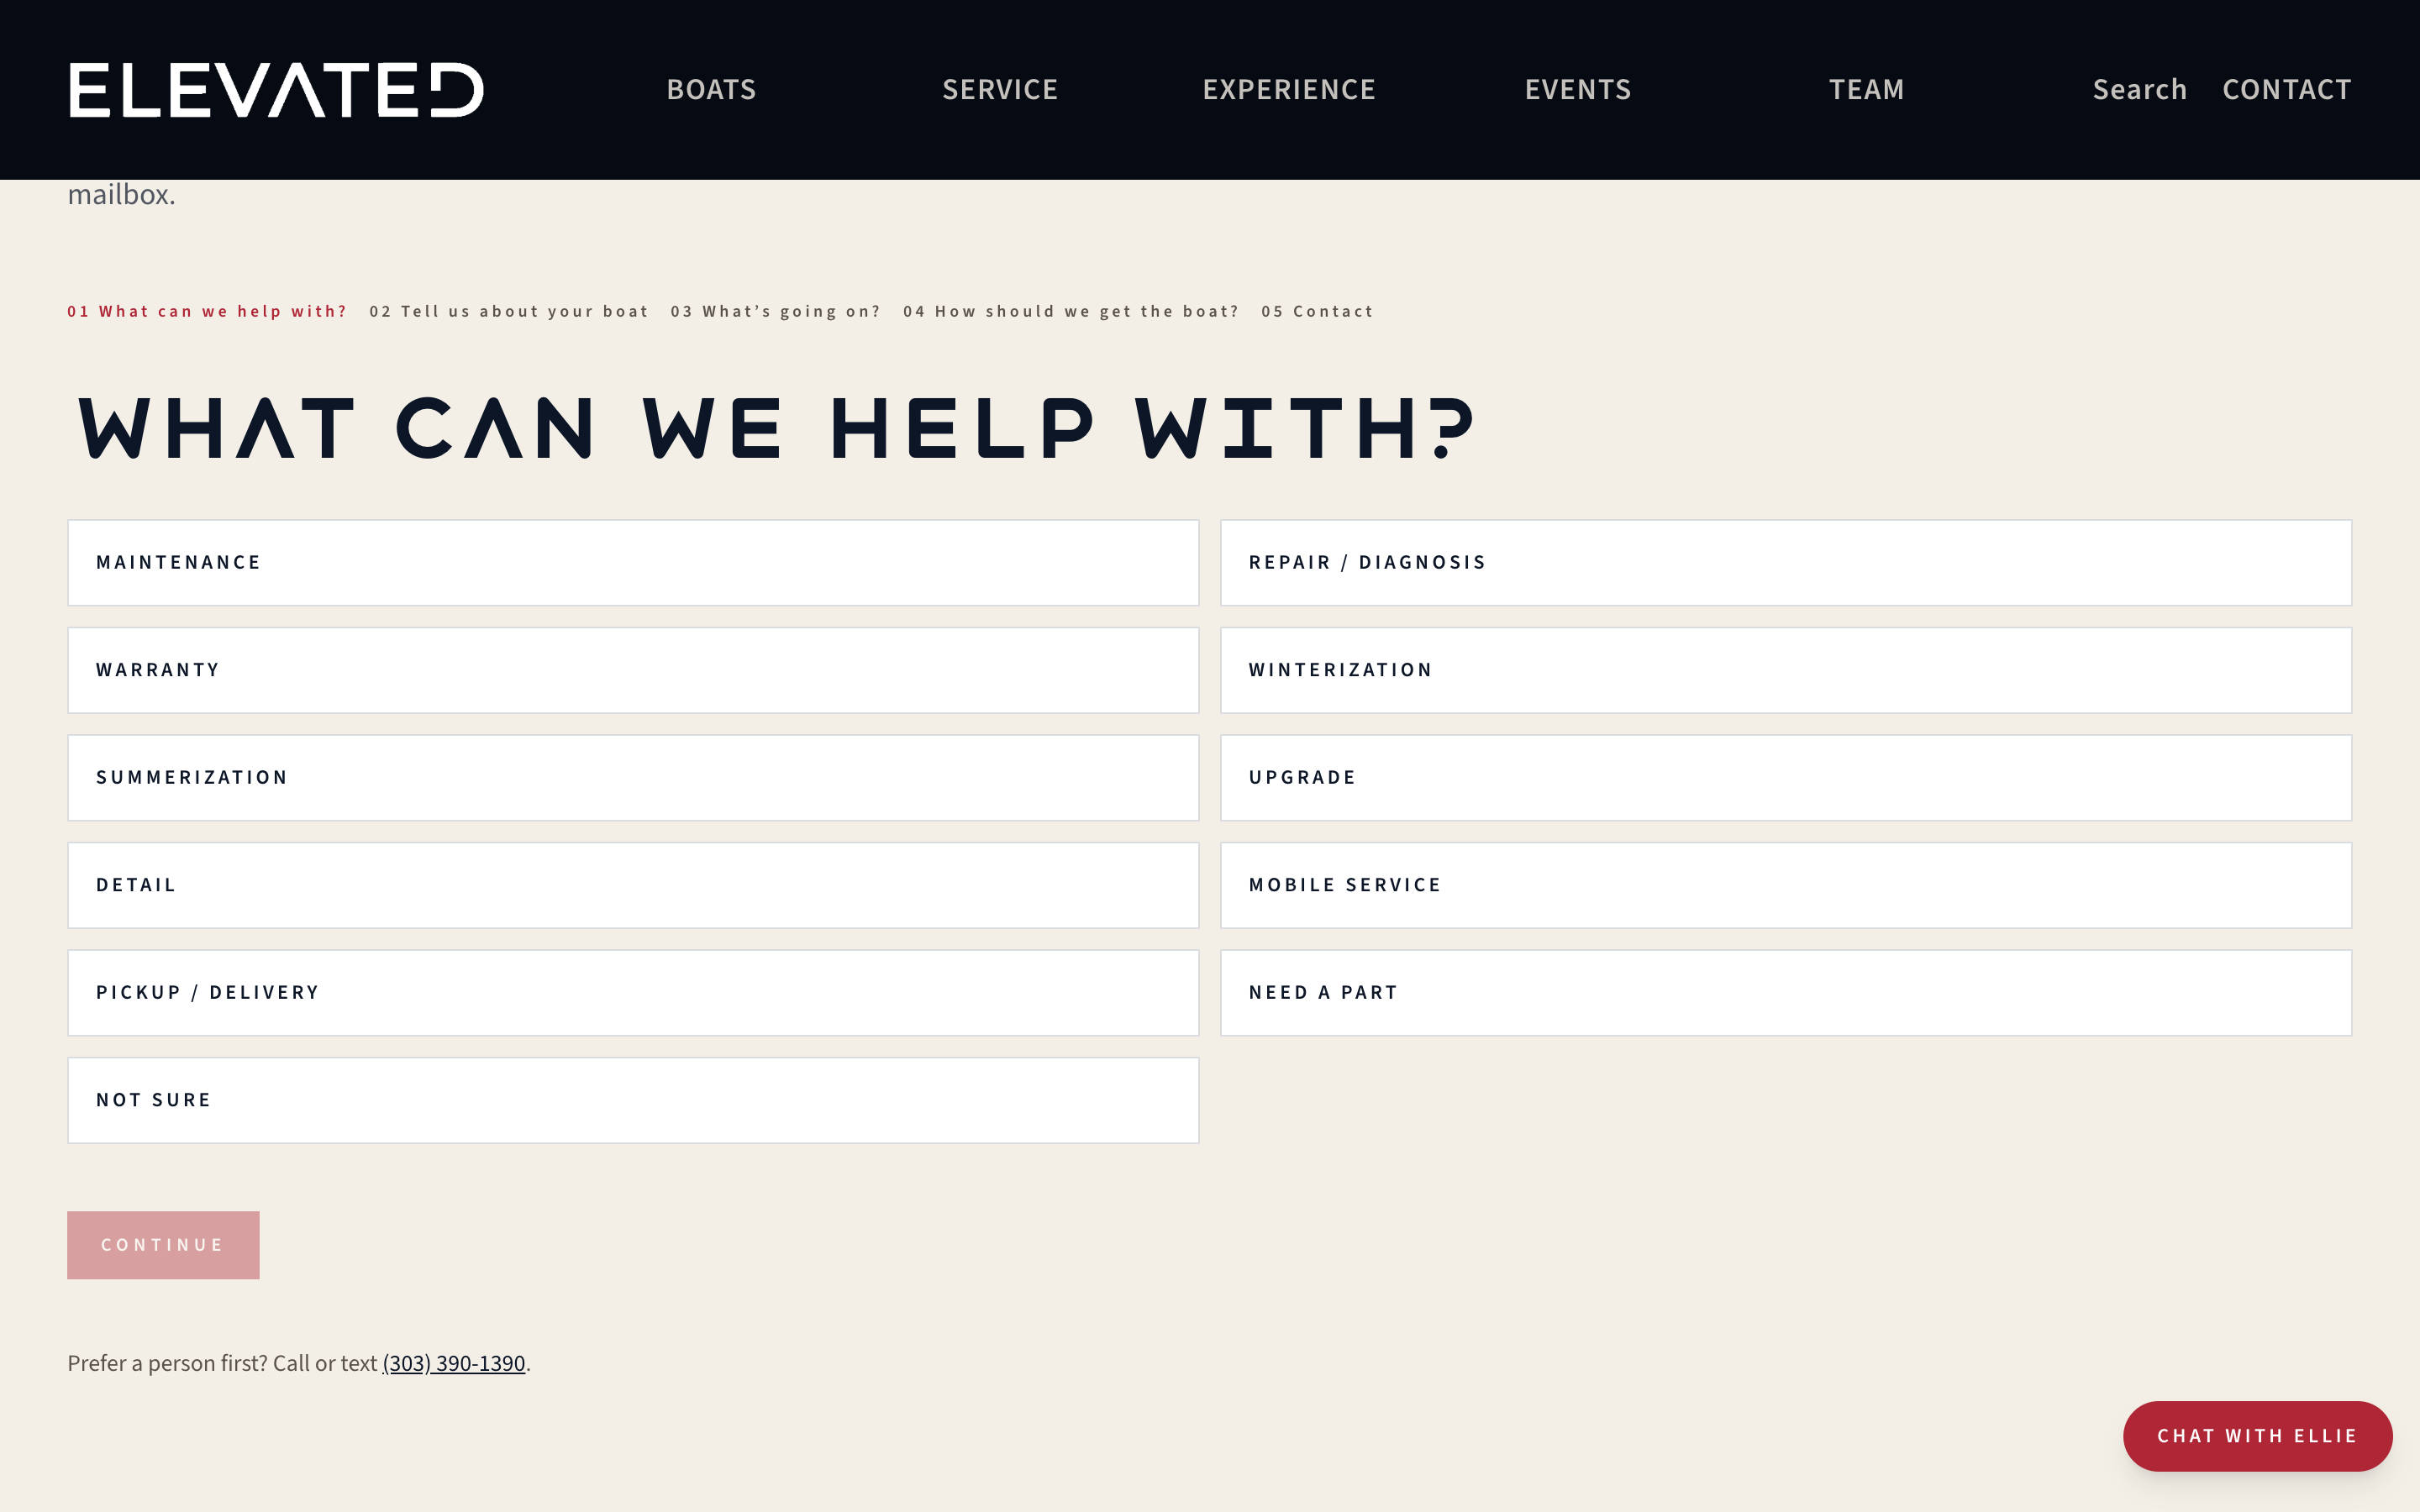 ELEVATED
BOATS SERVICE EXPERIENCE EVENTS TEAM Search CONTACT
mailbox.
01 What can we help with? 02 Tell us about your boat 03 What’s going on? 04 How should we get the boat? 05 Contact
WHAT CAN WE HELP WITH?
MAINTENANCE
REPAIR / DIAGNOSIS
WARRANTY
WINTERIZATION
SUMMERIZATION
UPGRADE
DETAIL
MOBILE SERVICE
PICKUP / DELIVERY
NEED A PART
NOT SURE
CONTINUE
Prefer a person first? Call or text (303) 390-1390.
CHAT WITH ELLIE